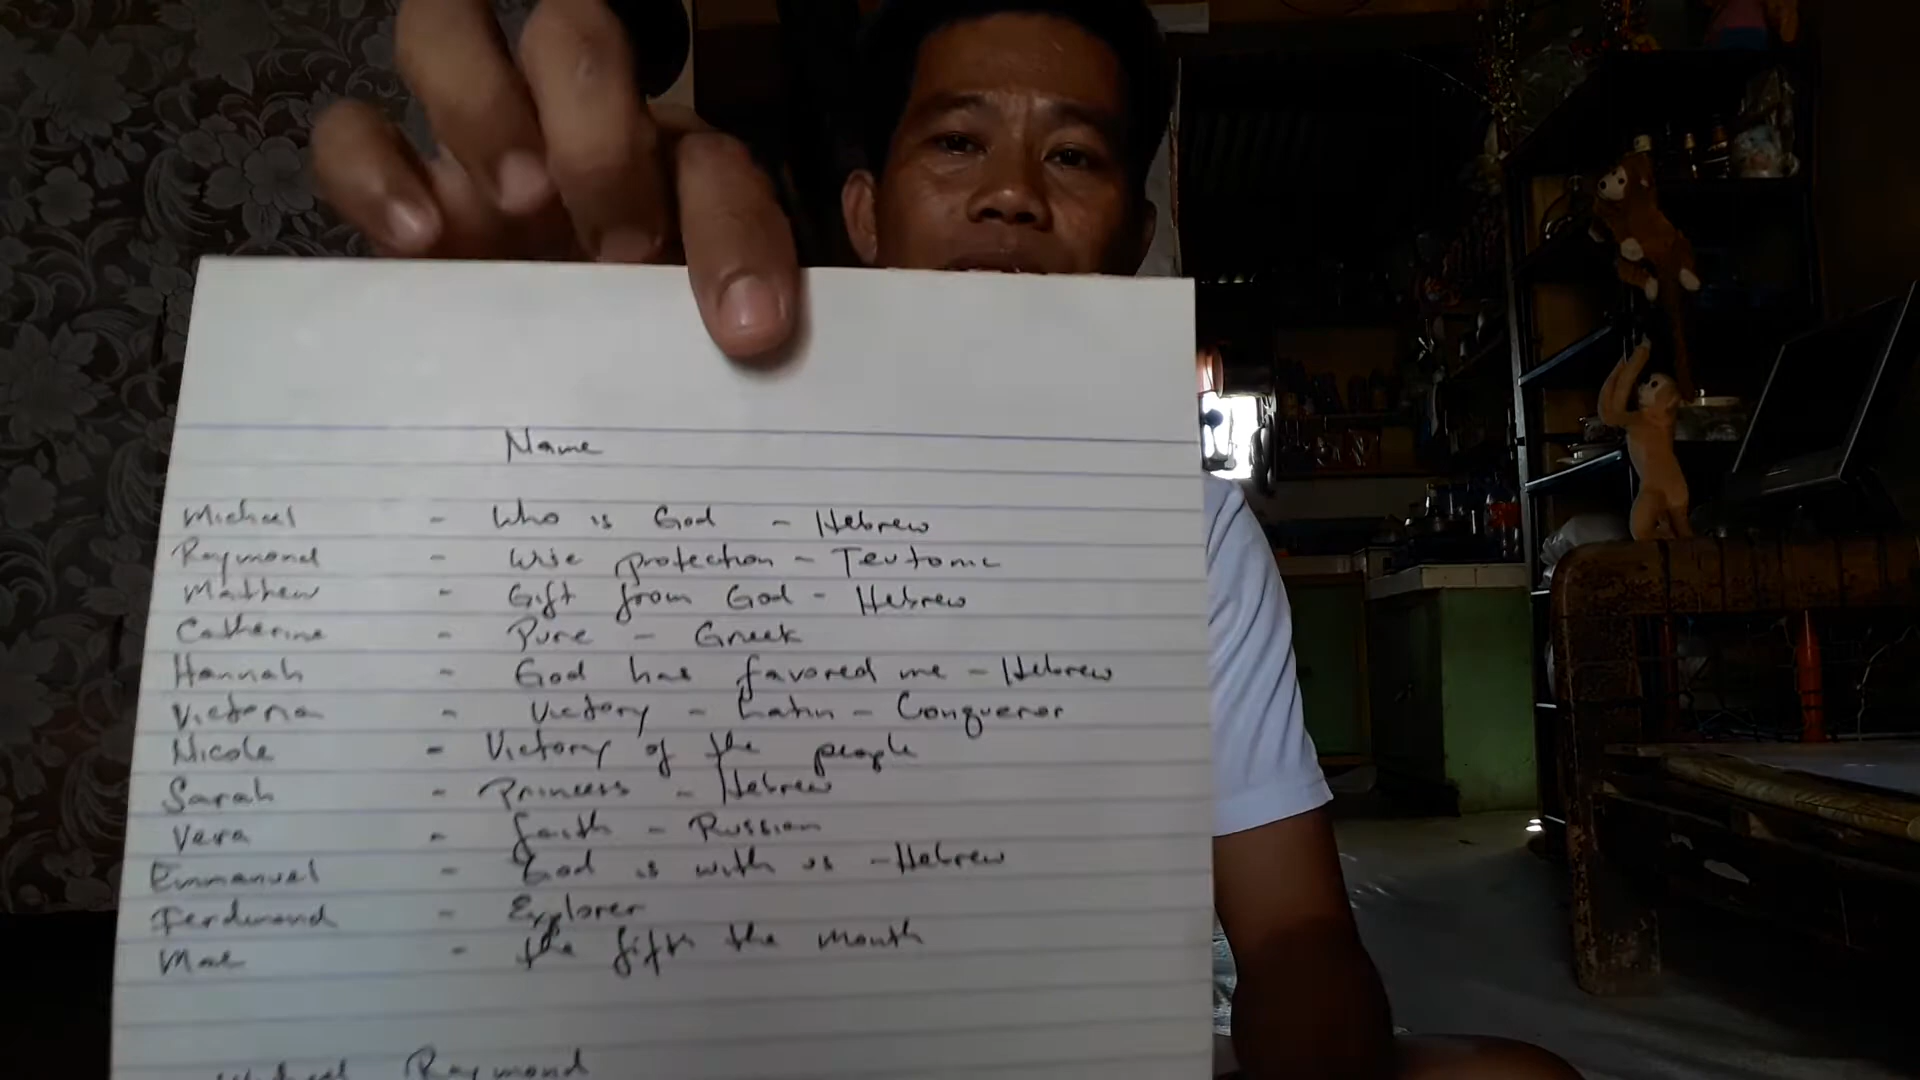 Name
Michael - Who is God - Hebrew
Raymond - Wise protection - Teutonic
Matthew - Gift from God - Hebrew
Catherine - Pure - Greek
Hannah - God has favored me - Hebrew
Victoria - Victory - Latin - Conqueror
Nicole - Victory of the people
Sarah - Princess - Hebrew
Vera - faith - Russian
Emmanuel - God is with us - Hebrew
Ferdinand - Explorer
Mae - the fifth the month
Michael Raymond